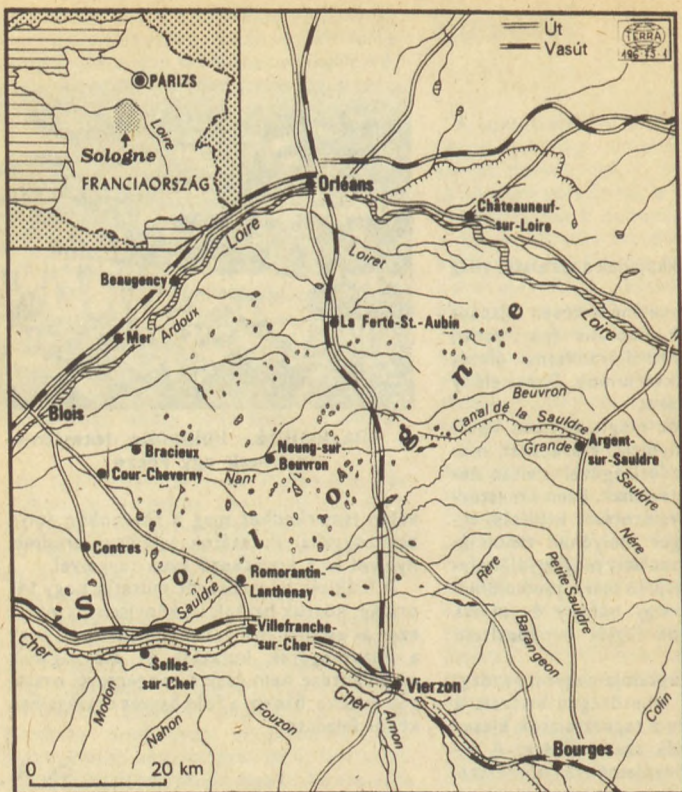 Út
Vasút
TERRA
PÁRIZS
Loire
Sologne
FRANCIAORSZÁG
Orléans
Châteauneuf-
sur-Loire
Loire
Loiret
Beaugency
Ardoux
La Ferté-St.-Aubin
Loire
Mer
Beuvron
Blois
Canal de la Sauldre
Bracieux
Neung-sur
Beuvron
Grande
Argent-
sur-Sauldre
Cour-Cheverny
Nant
Sauldre
Nère
Contres
Sologne
Romorantin-
Lanthenay
Sauldre
Rère
Petite Sauldre
Villefranche-
sur-Cher
Barangeon
Cher
Selles-
sur-Cher
Cher
Vierzon
Modon
Nahon
Fouzon
Arnon
Colin
Bourges
0 20 km